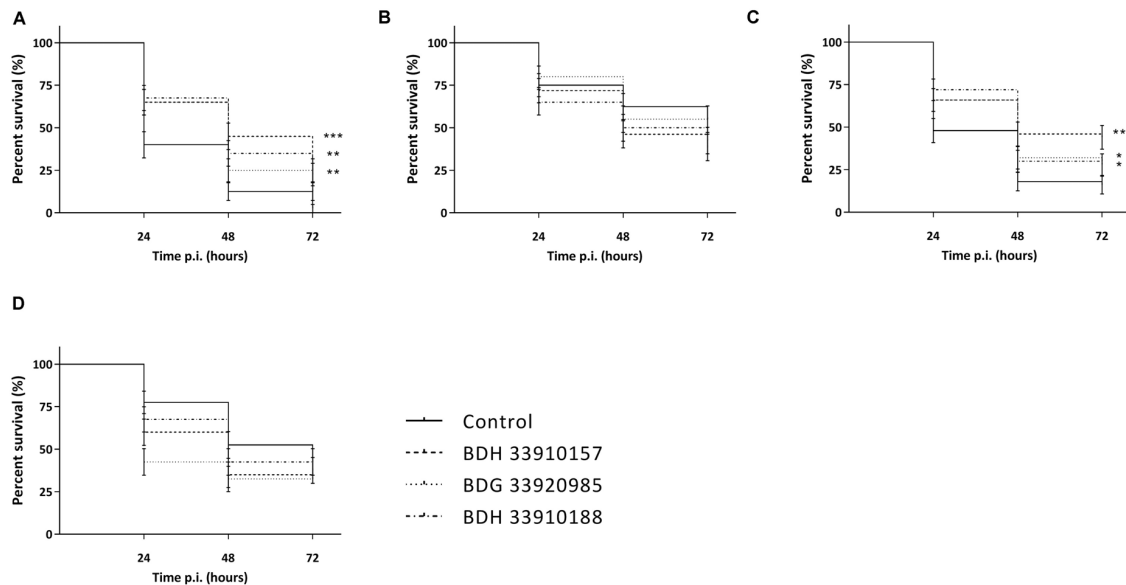 A
Percent survival (%)
100
75
50
25
0
***
**
**
24 48 72
Time p.i. (hours)
B
Percent survival (%)
100
75
50
25
0
24 48 72
Time p.i. (hours)
C
Percent survival (%)
100
75
50
25
0
**
*
*
24 48 72
Time p.i. (hours)
D
Percent survival (%)
100
75
50
25
0
24 48 72
Time p.i. (hours)
Control
BDH 33910157
BDG 33920985
BDH 33910188